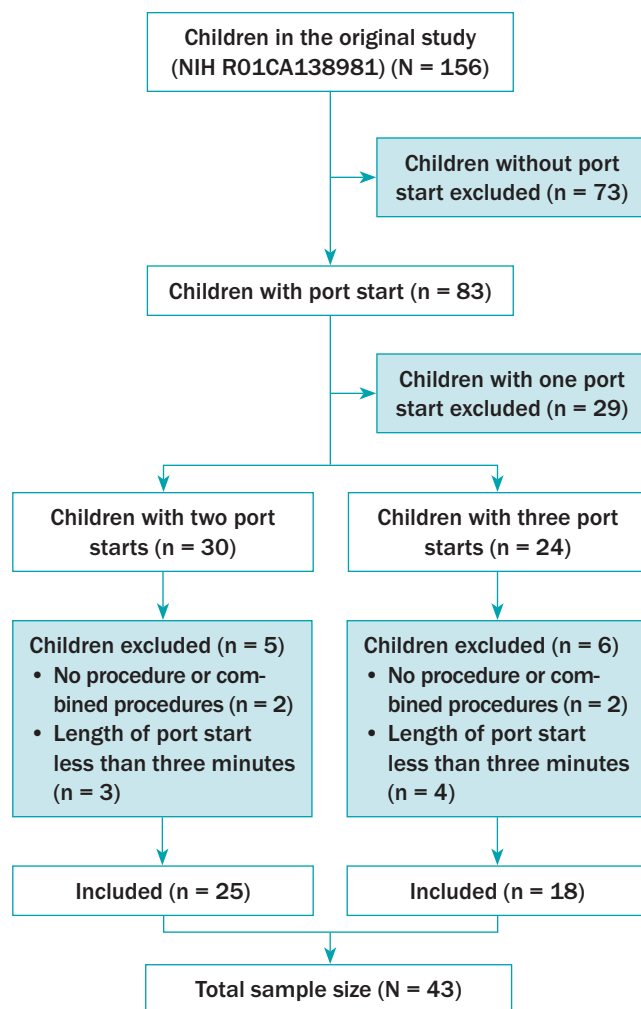 Children in the original study
(NIH R01CA138981) (N = 156)
Children without port
start excluded (n = 73)
Children with port start (n = 83)
Children with one port
start excluded (n = 29)
Children with two port
starts (n = 30)
Children with three port
starts (n = 24)
Children excluded (n = 5)
• No procedure or com-
bined procedures (n = 2)
• Length of port start
less than three minutes
(n = 3)
Children excluded (n = 6)
• No procedure or com-
bined procedures (n = 2)
• Length of port start
less than three minutes
(n = 4)
Included (n = 25)
Included (n = 18)
Total sample size (N = 43)